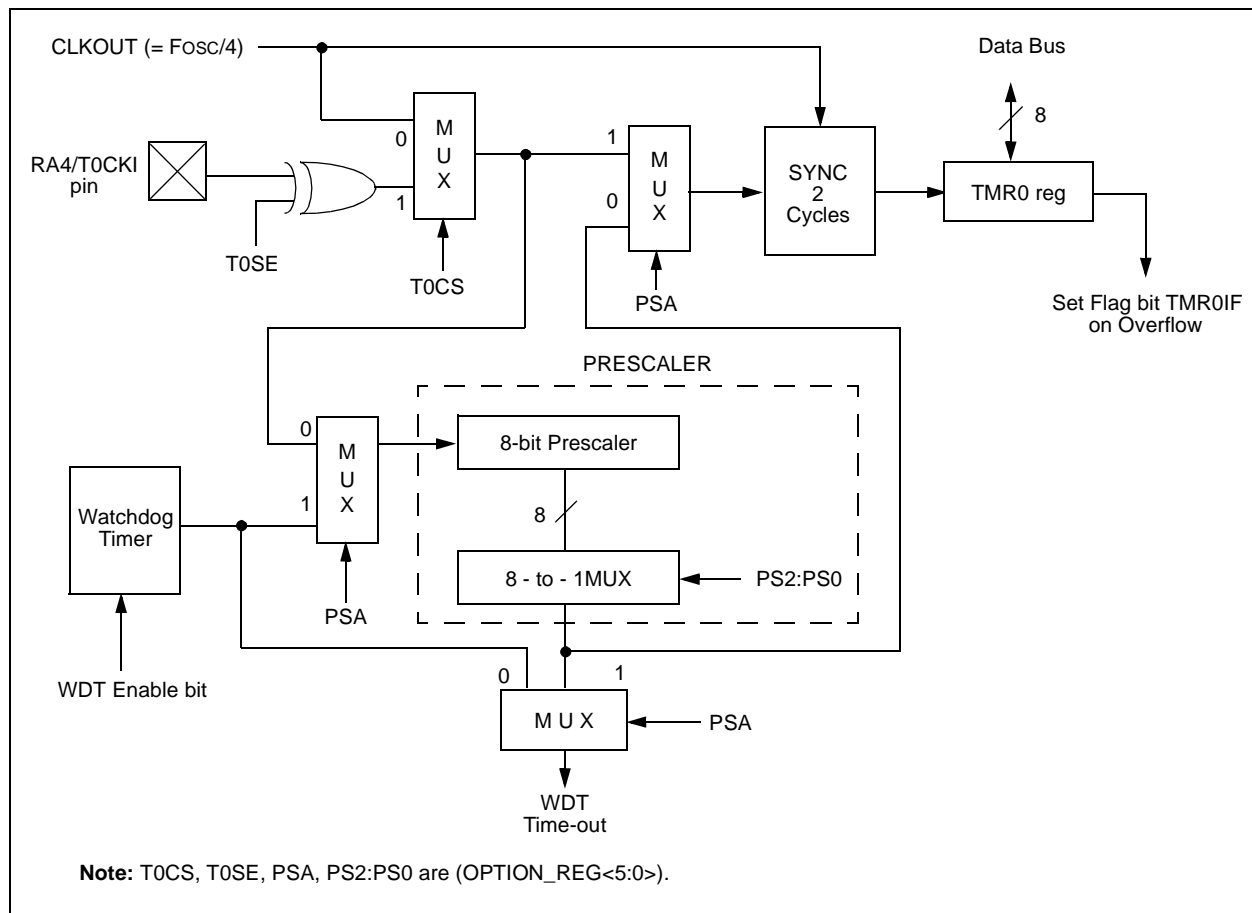 CLKOUT (= FOSC/4)
Data Bus
8
RA4/T0CKI
pin
0
M
U
X
1
T0SE
T0CS
1
M
U
X
0
PSA
SYNC
2
Cycles
TMR0 reg
Set Flag bit TMR0IF
on Overflow
PRESCALER
0
M
U
X
1
8-bit Prescaler
Watchdog
Timer
8
PSA
8 - to - 1MUX
PS2:PS0
WDT Enable bit
0
1
M U X
PSA
WDT
Time-out
Note: T0CS, T0SE, PSA, PS2:PS0 are (OPTION_REG<5:0>).